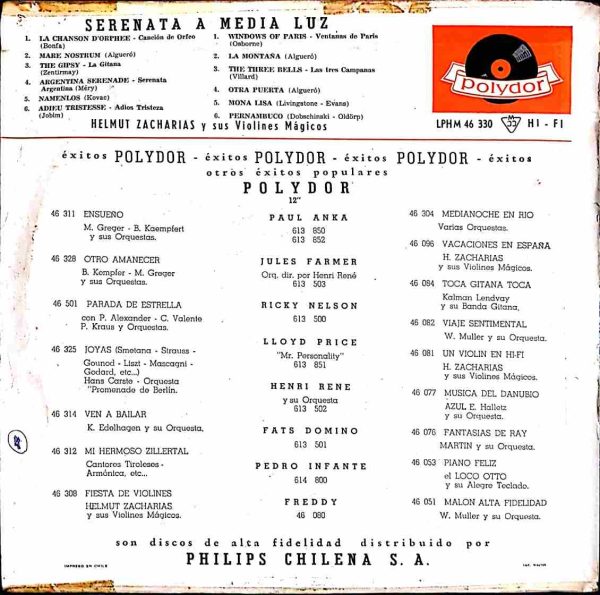 SERENATA A MEDIA LUZ
1. LA CHANSON D'ORPHEE - Canción de Orfeo
(Bonfa)
2. MARE NOSTRUM (Algueró)
3. THE GIPSY - La Gitana
(Zentirmay)
4. ARGENTINA SERENADE - Serenata
Argentina (Méry)
5. NAMENLOS (Kovac)
6. ADIEU TRISTESSE - Adios Tristeza
(Jobim)
1. WINDOWS OF PARIS - Ventanas de París
(Osborne)
2. LA MONTAÑA (Algueró)
3. THE THREE BELLS - Las tres Campanas
(Villard)
4. OTRA PUERTA (Algueró)
5. MONA LISA (Livingstone - Evans)
6. PERNAMBUCO (Dobschinski - Oldörp)
HELMUT ZACHARIAS y sus Violines Mágicos
polydor
LPHM 46 330 M 33 HI - FI
éxitos POLYDOR - éxitos POLYDOR - éxitos POLYDOR - éxitos
otros éxitos populares
POLYDOR
12"
46 311 ENSUEÑO
M. Greger - B. Kaempfert
y sus Orquestas.
46 328 OTRO AMANECER
B. Kempfer - M. Greger
y sus Orquestas.
46 501 PARADA DE ESTRELLA
con P. Alexander - C. Valente
P. Kraus y Orquestas.
46 325 JOYAS (Smetana - Strauss -
Gounod - Liszt - Mascagni -
Godard, etc...)
Hans Carste - Orquesta
"Promenade de Berlín.
46 314 VEN A BAILAR
K. Edelhagen y su Orquesta.
46 312 MI HERMOSO ZILLERTAL
Cantores Tiroleses -
Armónica, etc...
46 308 FIESTA DE VIOLINES
HELMUT ZACHARIAS
y sus Violines Mágicos.
PAUL ANKA
613 850
613 852
JULES FARMER
Orq. dir. por Henri René
613 503
RICKY NELSON
613 500
LLOYD PRICE
"Mr. Personality"
613 851
HENRI RENE
y su Orquesta
613 502
FATS DOMINO
613 501
PEDRO INFANTE
614 800
FREDDY
46 080
46 304 MEDIANOCHE EN RIO
Varias Orquestas.
46 096 VACACIONES EN ESPAÑA
H. ZACHARIAS
y sus Violines Mágicos.
46 084 TOCA GITANA TOCA
Kalman Lendvay
y su Banda Gitana.
46 082 VIAJE SENTIMENTAL
W. Muller y su Orquesta.
46 081 UN VIOLIN EN HI-FI
H. ZACHARIAS
y sus Violines Mágicos.
46 077 MUSICA DEL DANUBIO
AZUL E. Halletz
y su Orquesta.
46 076 FANTASIAS DE RAY
MARTIN y su Orquesta.
46 053 PIANO FELIZ
el LOCO OTTO
y su Alegre Teclado.
46 051 MALON ALTA FIDELIDAD
W. Muller y su Orquesta.
son discos de alta fidelidad distribuido por
PHILIPS CHILENA S. A.
IMPRESO EN CHILE